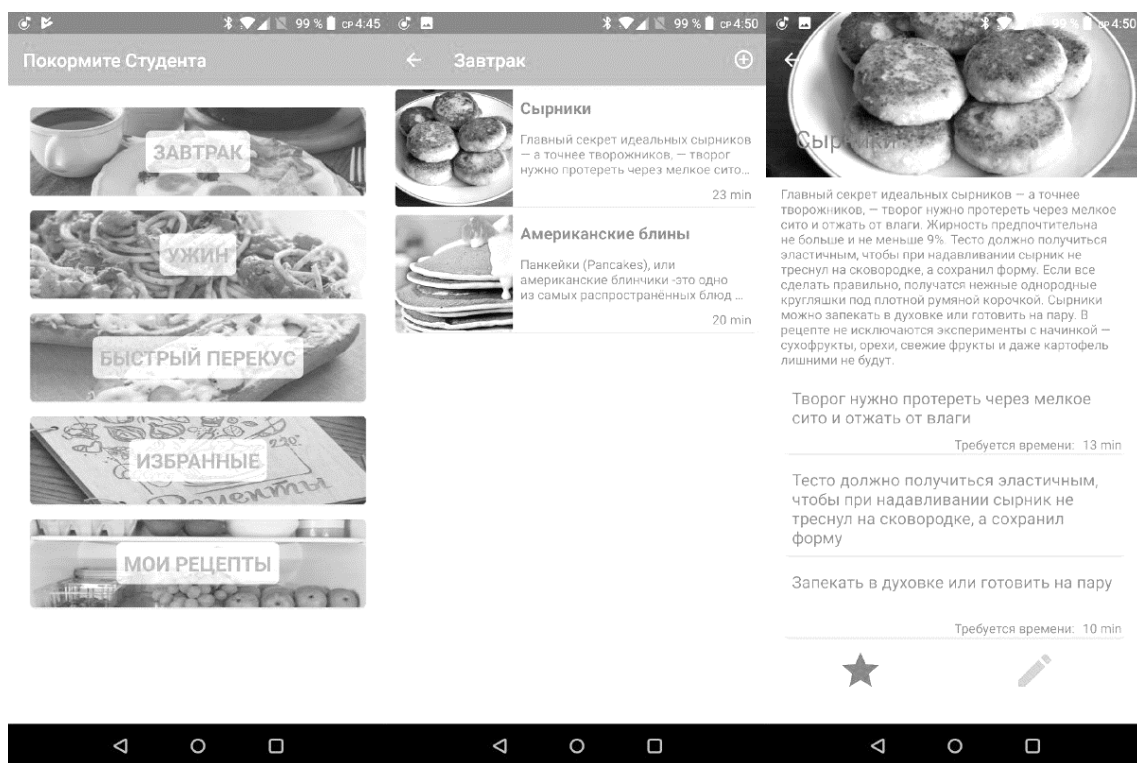 99 % ср 4:45
Покормите Студента
ЗАВТРАК
УЖИН
БЫСТРЫЙ ПЕРЕКУС
ИЗБРАННЫЕ
220°
Рецепты
МОИ РЕЦЕПТЫ
99 % ср 4:50
Завтрак
Сырники
Главный секрет идеальных сырников
— а точнее творожников, — творог
нужно протереть через мелкое сито...
23 min
Американские блины
Панкейки (Pancakes), или
американские блинчики -это одно
из самых распространённых блюд ...
20 min
99 % ср 4:50
Сырники
Главный секрет идеальных сырников — а точнее
творожников, — творог нужно протереть через мелкое
сито и отжать от влаги. Жирность предпочтительна
не больше и не меньше 9%. Тесто должно получиться
эластичным, чтобы при надавливании сырник не
треснул на сковородке, а сохранил форму. Если все
сделать правильно, получатся нежные однородные
кругляшки под плотной румяной корочкой. Сырники
можно запекать в духовке или готовить на пару. В
рецепте не исключаются эксперименты с начинкой —
сухофрукты, орехи, свежие фрукты и даже картофель
лишними не будут.
Творог нужно протереть через мелкое
сито и отжать от влаги
Требуется времени: 13 min
Тесто должно получиться эластичным,
чтобы при надавливании сырник не
треснул на сковородке, а сохранил
форму
Запекать в духовке или готовить на пару
Требуется времени: 10 min